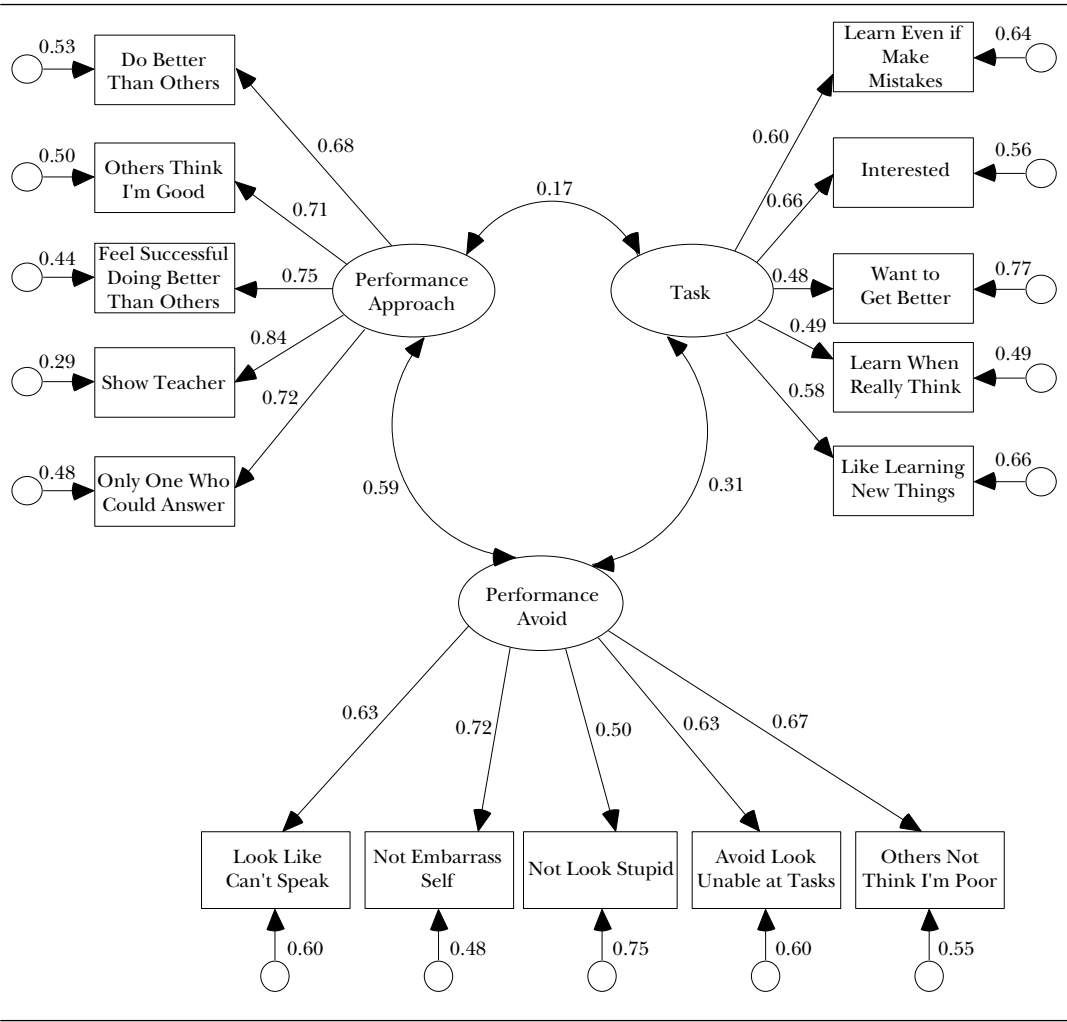 0.53
Do Better
Than Others
0.68
0.50
Others Think
I'm Good
0.71
0.44
Feel Successful
Doing Better
Than Others
0.75
0.29
Show Teacher
0.84
0.48
Only One Who
Could Answer
0.72
Performance
Approach
0.17
Task
0.60
Learn Even if
Make
Mistakes
0.64
0.66
Interested
0.56
0.48
Want to
Get Better
0.77
0.49
Learn When
Really Think
0.49
0.58
Like Learning
New Things
0.66
0.59
0.31
Performance
Avoid
0.63
0.72
0.50
0.63
0.67
Look Like
Can't Speak
Not Embarrass
Self
Not Look Stupid
Avoid Look
Unable at Tasks
Others Not
Think I'm Poor
0.60
0.48
0.75
0.60
0.55